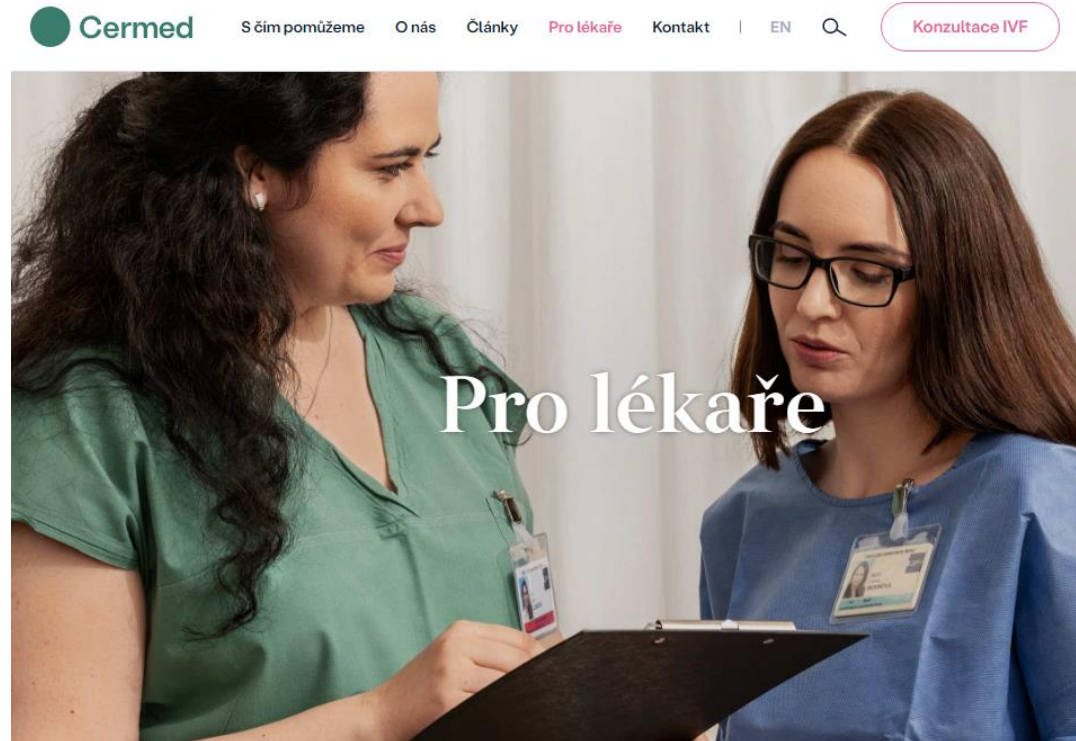 Cermed
S čím pomůžeme O nás Články Pro lékaře Kontakt | EN Konzultace IVF
Pro lékaře